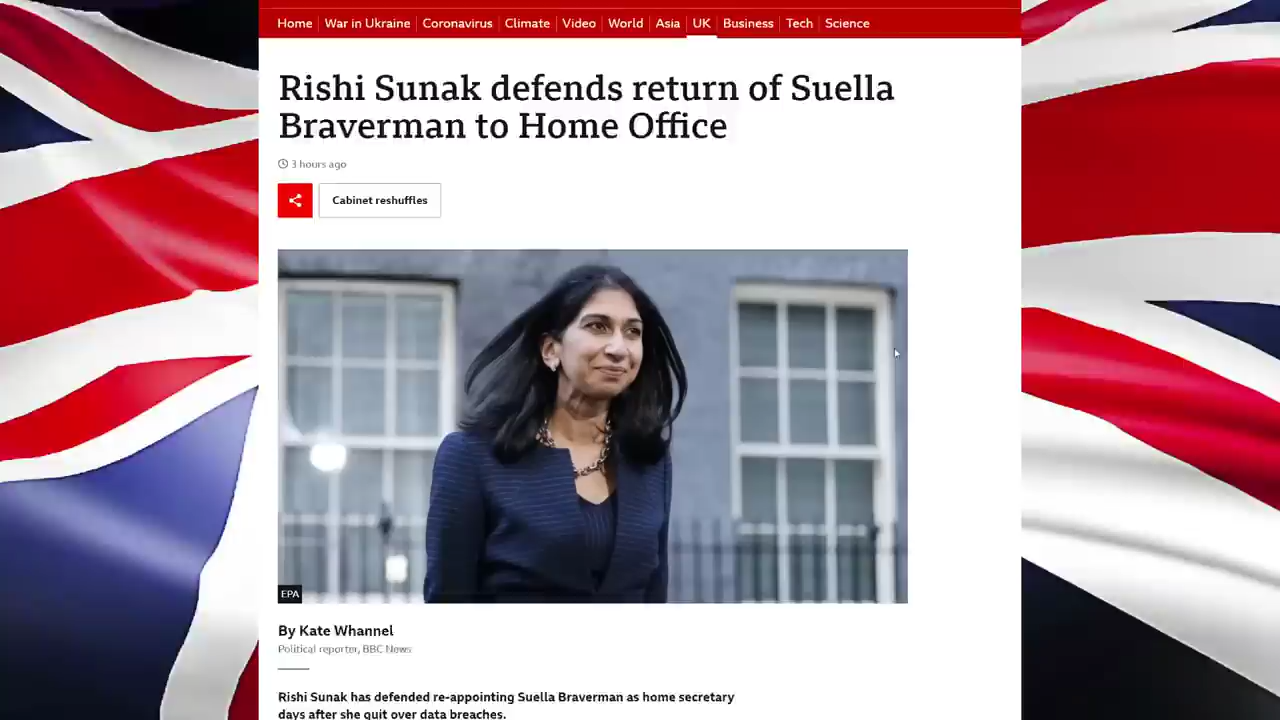 Home War in Ukraine Coronavirus Climate Video World Asia UK Business Tech Science
Rishi Sunak defends return of Suella
Braverman to Home Office
3 hours ago
Cabinet reshuffles
EPA
By Kate Whannel
Political reporter, BBC News
Rishi Sunak has defended re-appointing Suella Braverman as home secretary
days after she quit over data breaches.